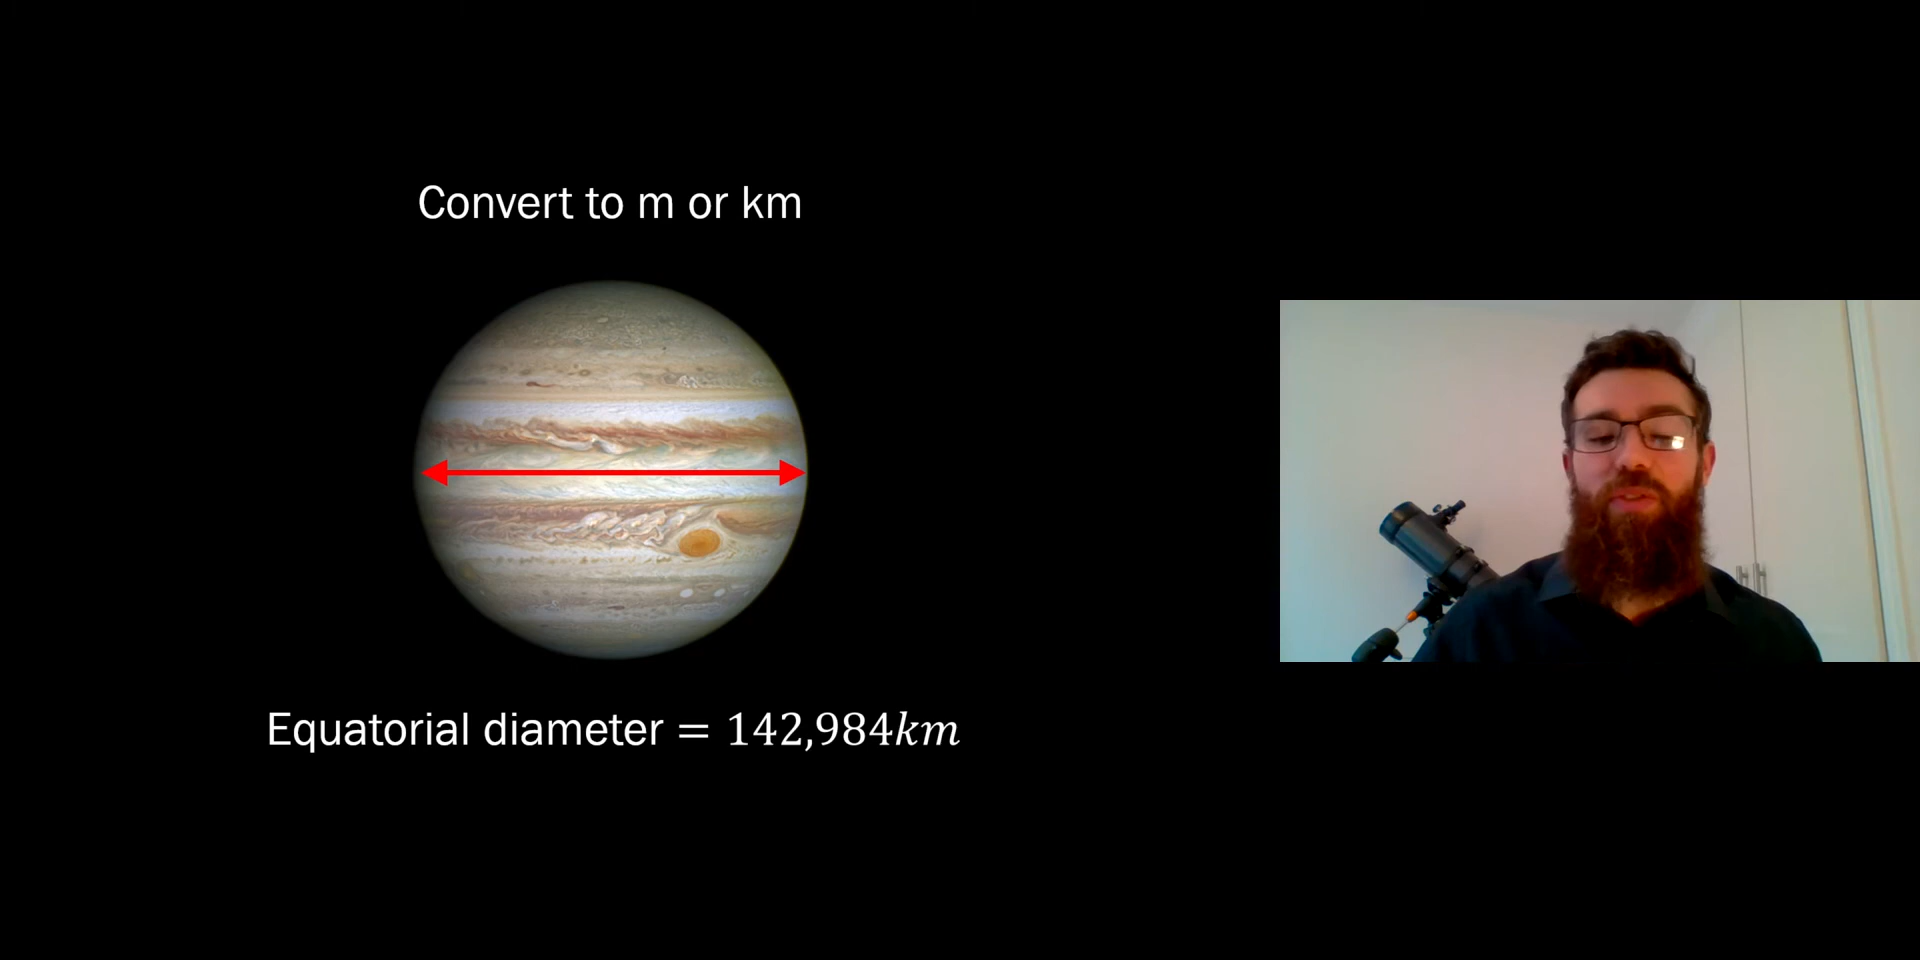 Convert to m or km
Equatorial diameter = 142,984km